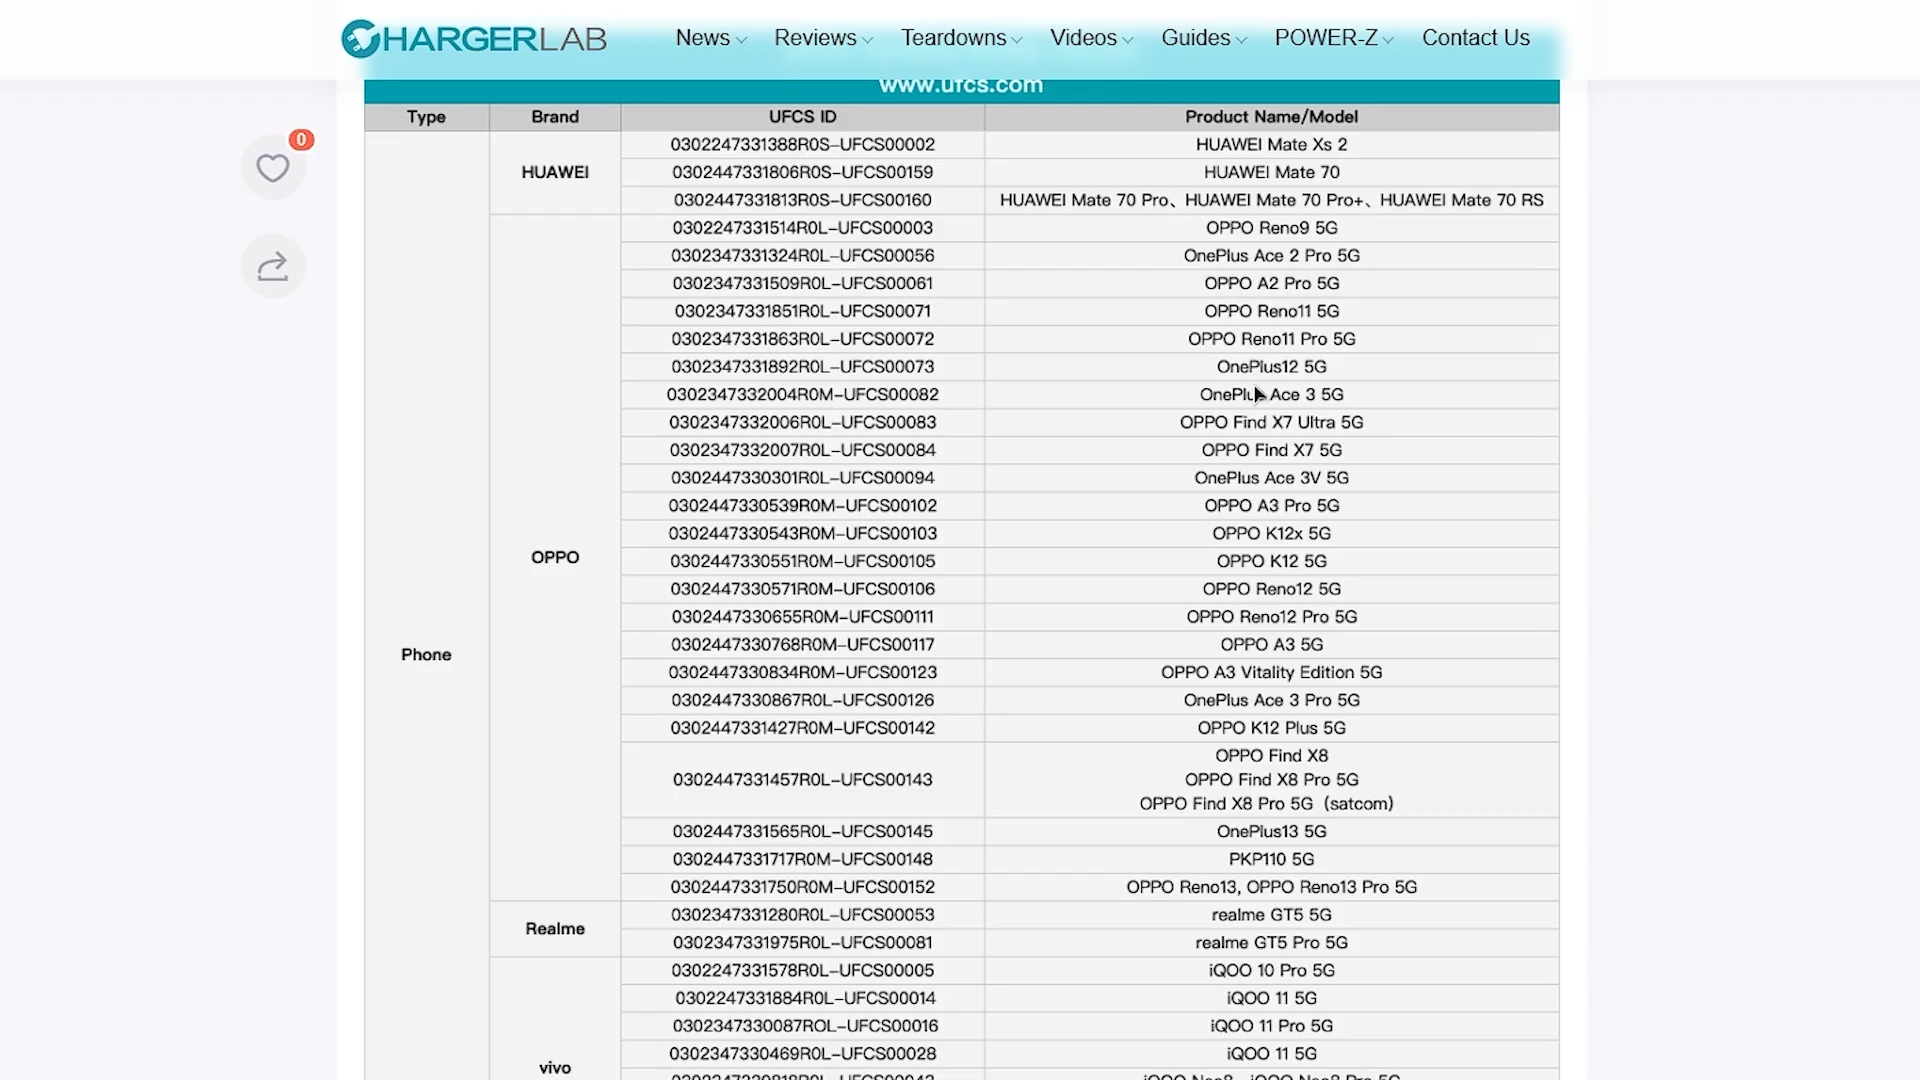 CHARGERLAB News Reviews Teardowns Videos Guides POWER-Z Contact Us
www.ufcs.com
0
Type Brand UFCS ID Product Name/Model
Phone
HUAWEI
0302247331388R0S-UFCS00002 HUAWEI Mate Xs 2
0302447331806R0S-UFCS00159 HUAWEI Mate 70
0302447331813R0S-UFCS00160 HUAWEI Mate 70 Pro、HUAWEI Mate 70 Pro+、HUAWEI Mate 70 RS
OPPO
0302247331514R0L-UFCS00003 OPPO Reno9 5G
0302347331324R0L-UFCS00056 OnePlus Ace 2 Pro 5G
0302347331509R0L-UFCS00061 OPPO A2 Pro 5G
0302347331851R0L-UFCS00071 OPPO Reno11 5G
0302347331863R0L-UFCS00072 OPPO Reno11 Pro 5G
0302347331892R0L-UFCS00073 OnePlus12 5G
0302347332004R0M-UFCS00082 OnePlus Ace 3 5G
0302347332006R0L-UFCS00083 OPPO Find X7 Ultra 5G
0302347332007R0L-UFCS00084 OPPO Find X7 5G
0302447330301R0L-UFCS00094 OnePlus Ace 3V 5G
0302447330539R0M-UFCS00102 OPPO A3 Pro 5G
0302447330543R0M-UFCS00103 OPPO K12x 5G
0302447330551R0M-UFCS00105 OPPO K12 5G
0302447330571R0M-UFCS00106 OPPO Reno12 5G
0302447330655R0M-UFCS00111 OPPO Reno12 Pro 5G
0302447330768R0M-UFCS00117 OPPO A3 5G
0302447330834R0M-UFCS00123 OPPO A3 Vitality Edition 5G
0302447330867R0L-UFCS00126 OnePlus Ace 3 Pro 5G
0302447331427R0M-UFCS00142 OPPO K12 Plus 5G
0302447331457R0L-UFCS00143
OPPO Find X8
OPPO Find X8 Pro 5G
OPPO Find X8 Pro 5G（satcom）
0302447331565R0L-UFCS00145 OnePlus13 5G
0302447331717R0M-UFCS00148 PKP110 5G
0302447331750R0M-UFCS00152 OPPO Reno13, OPPO Reno13 Pro 5G
Realme
0302347331280R0L-UFCS00053 realme GT5 5G
0302347331975R0L-UFCS00081 realme GT5 Pro 5G
vivo
0302247331578R0L-UFCS00005 iQOO 10 Pro 5G
0302247331884R0L-UFCS00014 iQOO 11 5G
0302347330087ROL-UFCS00016 iQOO 11 Pro 5G
0302347330469R0L-UFCS00028 iQOO 11 5G